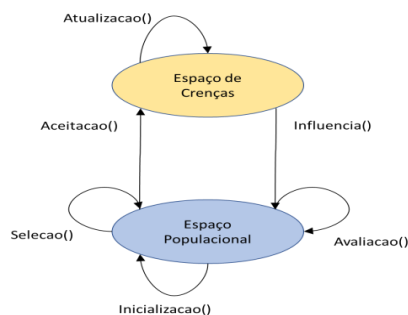 Atualizacao()
Espaço de
Crenças
Aceitacao()
Influencia()
Espaço
Populacional
Selecao()
Avaliacao()
Inicializacao()